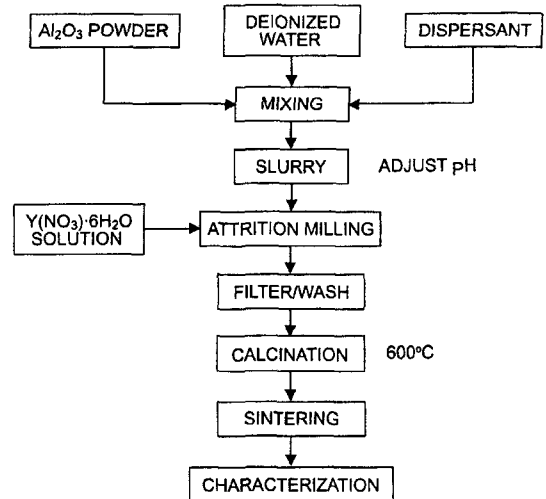 Al₂O₃ POWDER
DEIONIZED
WATER
DISPERSANT
MIXING
SLURRY
ADJUST pH
Y(NO₃)·6H₂O
SOLUTION
ATTRITION MILLING
FILTER/WASH
CALCINATION
600ºC
SINTERING
CHARACTERIZATION